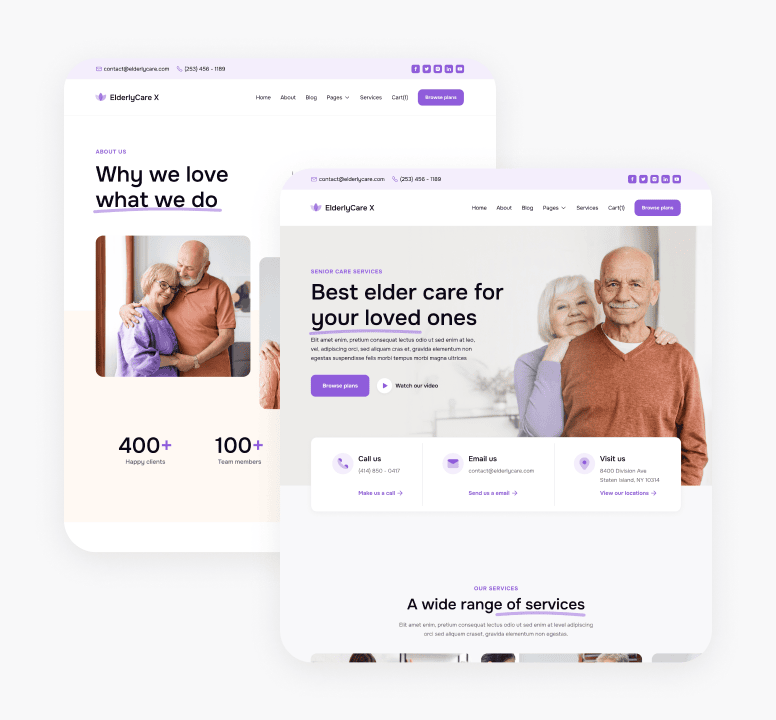 contact@elderlycare.com (253) 456 - 1189
ElderlyCare X
Home About Blog Pages Services Cart(1) Browse plans
ABOUT US
Why we love
what we do
400+
Happy clients
100+
Team members
contact@elderlycare.com (253) 456 - 1189
ElderlyCare X
Home About Blog Pages Services Cart(1) Browse plans
SENIOR CARE SERVICES
Best elder care for
your loved ones
Elit amet enim, pretium consequat lectus odio ut sed enim at leo,
vel, adipiscing orci, sed aliquam cras et, gravida elementum non
egestas suspendisse felis morbi tempus morbi magna ultrices
Browse plans Watch our video
Call us
(414) 850 - 0417
Make us a call →
Email us
contact@elderlycare.com
Send us a email →
Visit us
8400 Division Ave
Staten Island, NY 10314
View our locations →
OUR SERVICES
A wide range of services
Elit amet enim, pretium consequat lectus odio ut sed enim at level adipiscing
orci sed aliquam craset, gravida elementum non egestas.